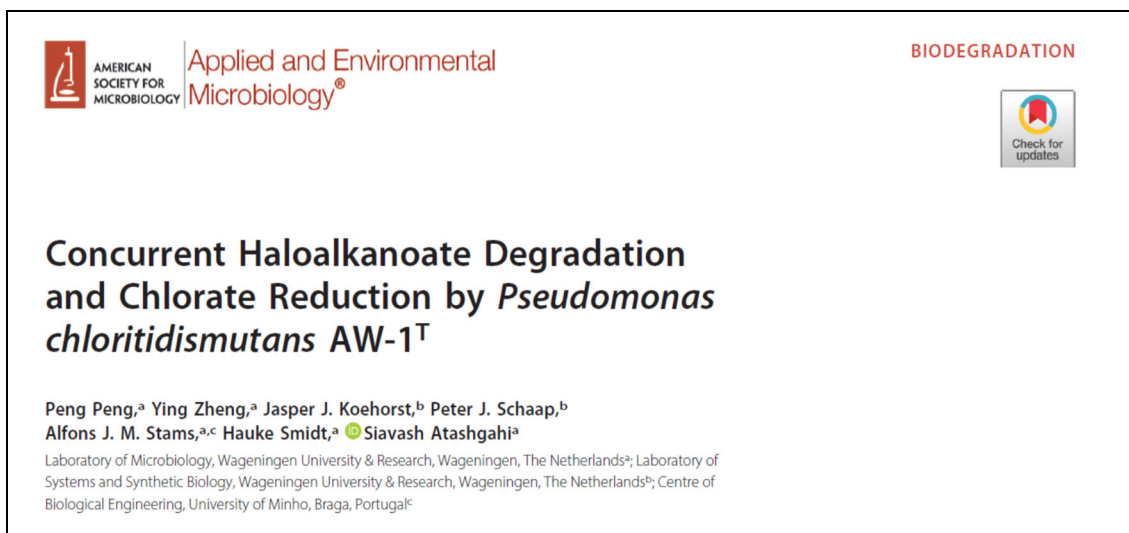 AMERICAN
SOCIETY FOR
MICROBIOLOGY
Applied and Environmental
Microbiology®
BIODEGRADATION
Check for
updates
Concurrent Haloalkanoate Degradation
and Chlorate Reduction by Pseudomonas
chloritidismutans AW-1ᵀ
Peng Peng,ᵃ Ying Zheng,ᵃ Jasper J. Koehorst,ᵇ Peter J. Schaap,ᵇ
Alfons J. M. Stams,ᵃ,ᶜ Hauke Smidt,ᵃ iD Siavash Atashgahiᵃ
Laboratory of Microbiology, Wageningen University & Research, Wageningen, The Netherlandsᵃ; Laboratory of
Systems and Synthetic Biology, Wageningen University & Research, Wageningen, The Netherlandsᵇ; Centre of
Biological Engineering, University of Minho, Braga, Portugalᶜ